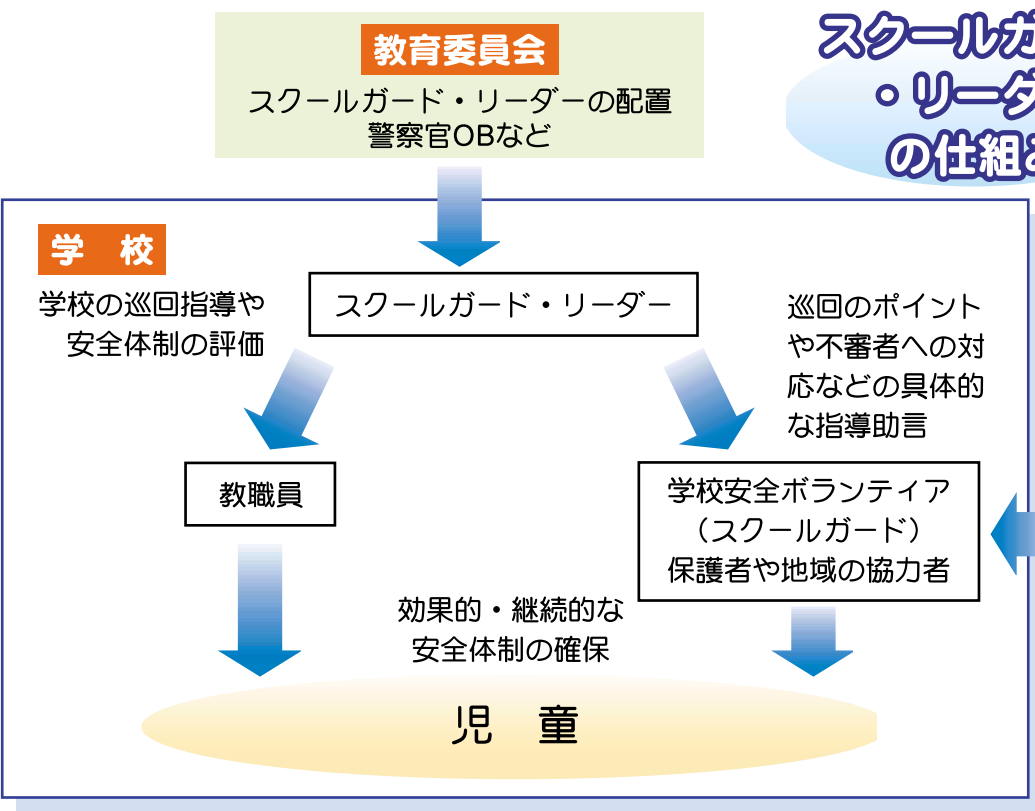 教育委員会
スクールガード・リーダーの配置
警察官OBなど
スクールガ
・リーダ
の仕組み
学　校
学校の巡回指導や
安全体制の評価
スクールガード・リーダー
巡回のポイント
や不審者への対
応などの具体的
な指導助言
教職員
学校安全ボランティア
（スクールガード）
保護者や地域の協力者
効果的・継続的な
安全体制の確保
児　童